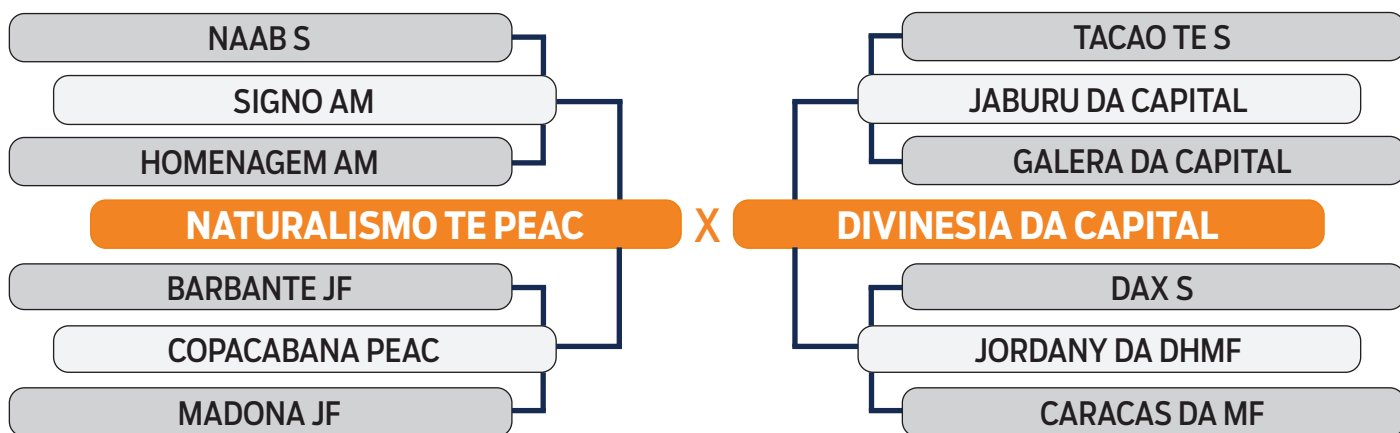 NAAB S
SIGNO AM
HOMENAGEM AM
NATURALISMO TE PEAC
BARBANTE JF
COPACABANA PEAC
MADONA JF
X
TACAO TE S
JABURU DA CAPITAL
GALERA DA CAPITAL
DIVINESIA DA CAPITAL
DAX S
JORDANY DA DHMF
CARACAS DA MF